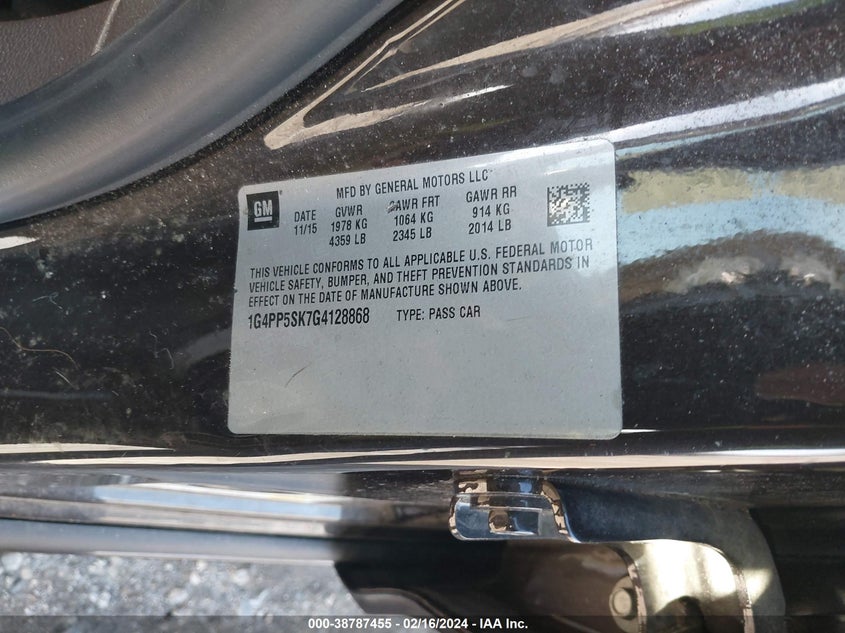 MFD BY GENERAL MOTORS LLC
GM
DATE GVWR GAWR FRT GAWR RR
11/15 1978 KG 1064 KG 914 KG
4359 LB 2345 LB 2014 LB
THIS VEHICLE CONFORMS TO ALL APPLICABLE U.S. FEDERAL MOTOR
VEHICLE SAFETY, BUMPER, AND THEFT PREVENTION STANDARDS IN
EFFECT ON THE DATE OF MANUFACTURE SHOWN ABOVE.
1G4PP5SK7G4128868 TYPE: PASS CAR
000-38787455 - 02/16/2024 - IAA Inc.